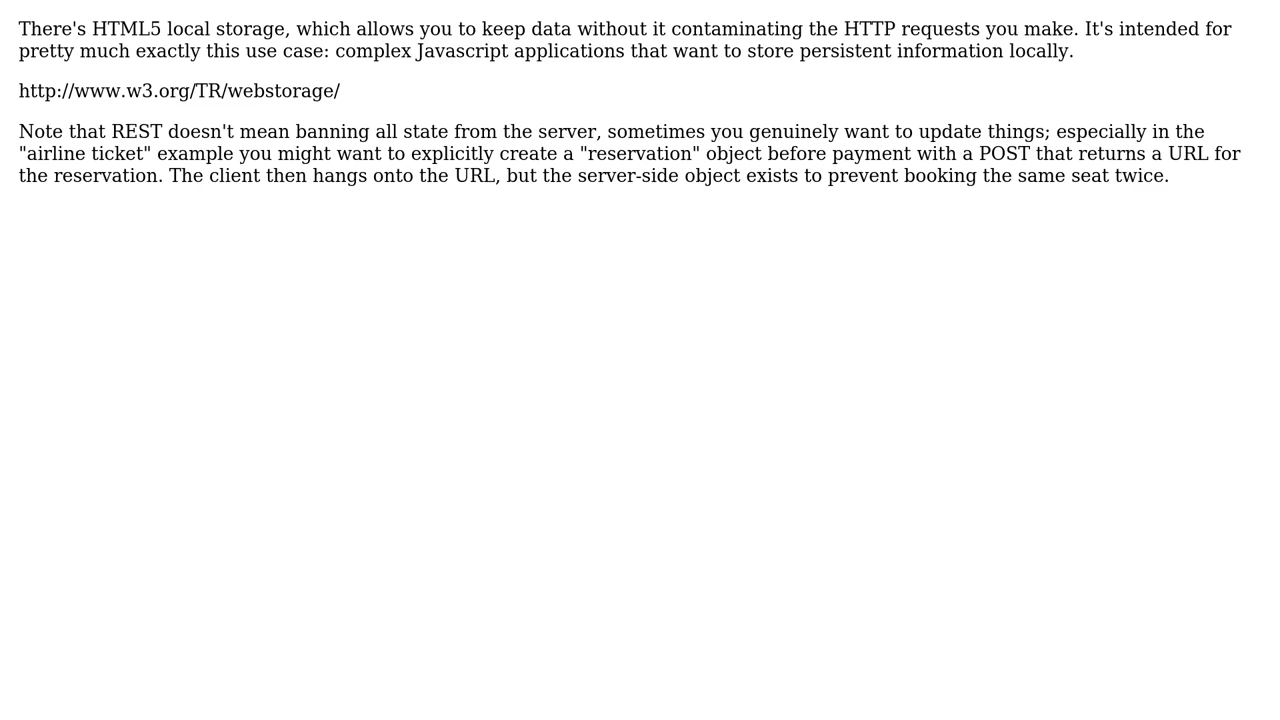 There's HTML5 local storage, which allows you to keep data without it contaminating the HTTP requests you make. It's intended for
pretty much exactly this use case: complex Javascript applications that want to store persistent information locally.
http://www.w3.org/TR/webstorage/
Note that REST doesn't mean banning all state from the server, sometimes you genuinely want to update things; especially in the
"airline ticket" example you might want to explicitly create a "reservation" object before payment with a POST that returns a URL for
the reservation. The client then hangs onto the URL, but the server-side object exists to prevent booking the same seat twice.